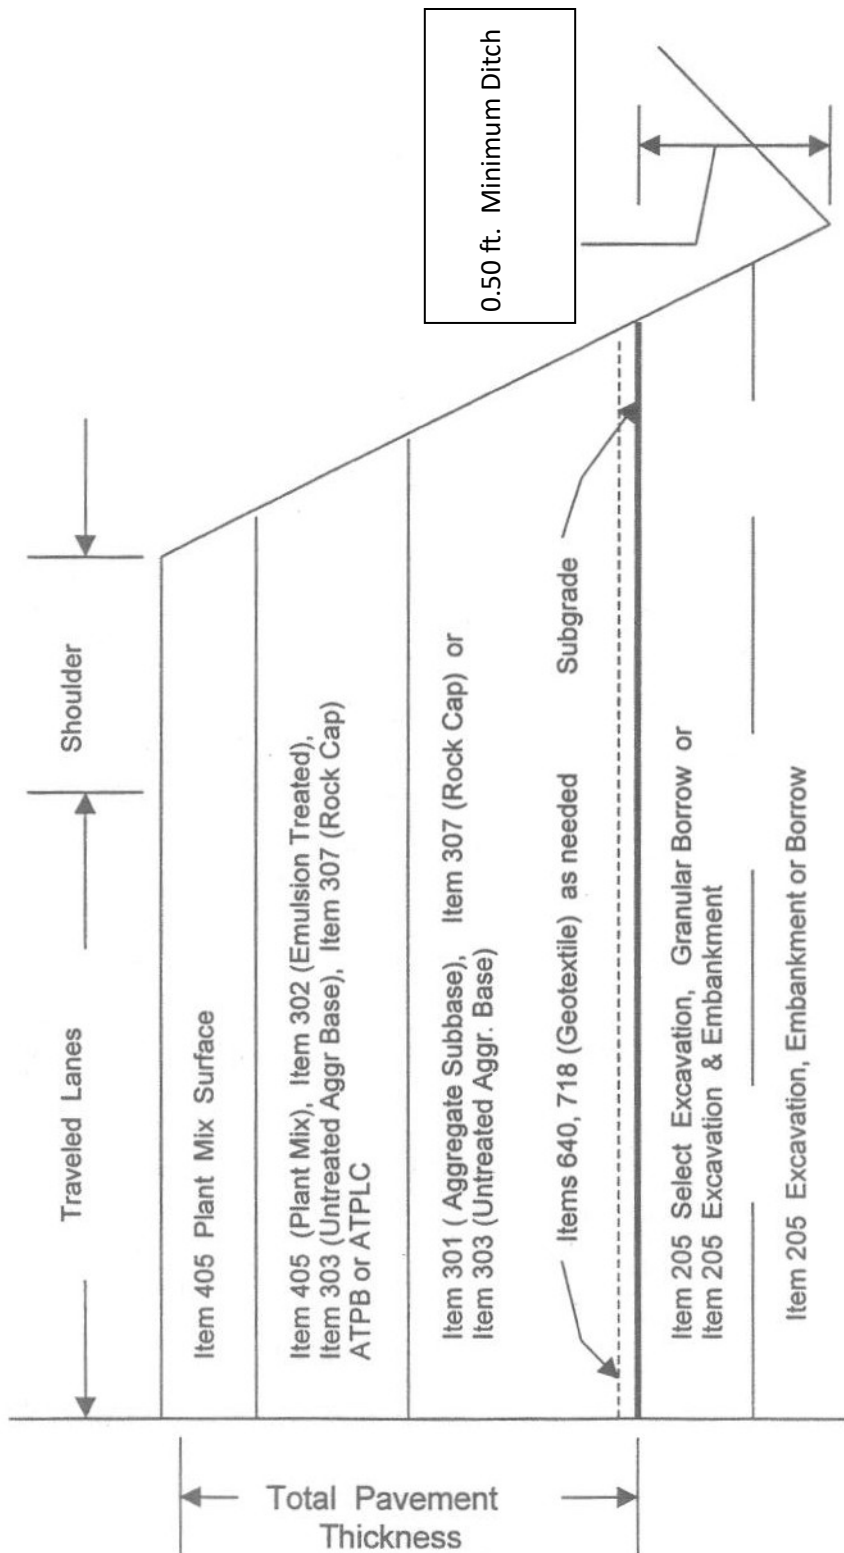 0.50 ft.  Minimum Ditch
Traveled Lanes
Shoulder
Item 405 Plant Mix Surface
Item 405 (Plant Mix), Item 302 (Emulsion Treated),
Item 303 (Untreated Aggr Base), Item 307 (Rock Cap)
ATPB or ATPLC
Item 301 ( Aggregate Subbase), Item 307 (Rock Cap) or
Item 303 (Untreated Aggr. Base)
Items 640, 718 (Geotextile) as needed
Subgrade
Item 205 Select Excavation, Granular Borrow or
Item 205 Excavation & Embankment
Item 205 Excavation, Embankment or Borrow
Total Pavement
Thickness